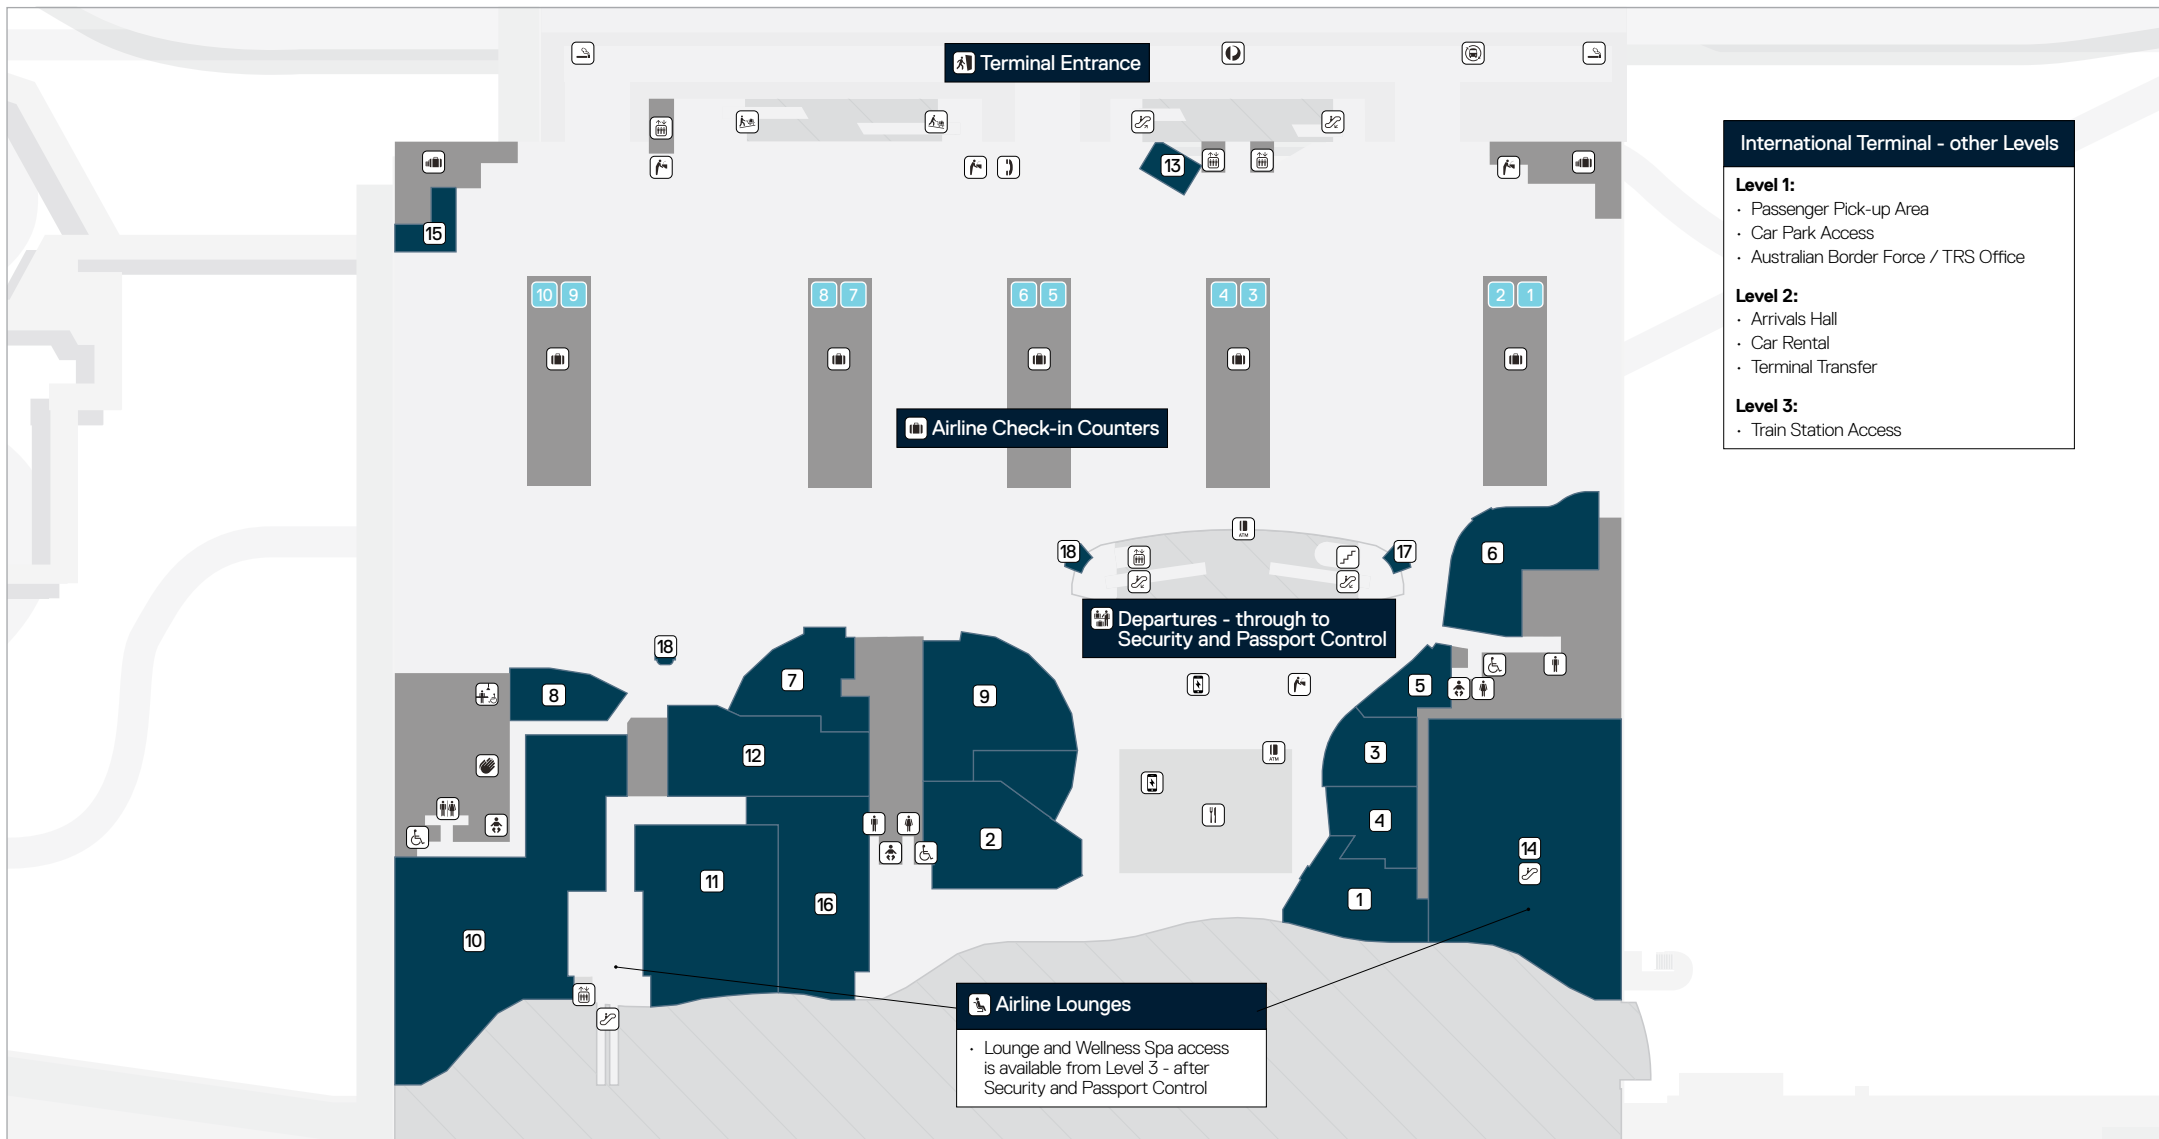 Terminal Entrance
13
15
International Terminal - other Levels
Level 1:
· Passenger Pick-up Area
· Car Park Access
· Australian Border Force / TRS Office
Level 2:
· Arrivals Hall
· Car Rental
· Terminal Transfer
Level 3:
· Train Station Access
10 9
8 7
6 5
4 3
2 1
Airline Check-in Counters
ATM
18
17
6
Departures - through to
Security and Passport Control
18
8
7
9
5
12
3
ATM
4
2
14
11
16
1
10
Airline Lounges
· Lounge and Wellness Spa access
is available from Level 3 - after
Security and Passport Control